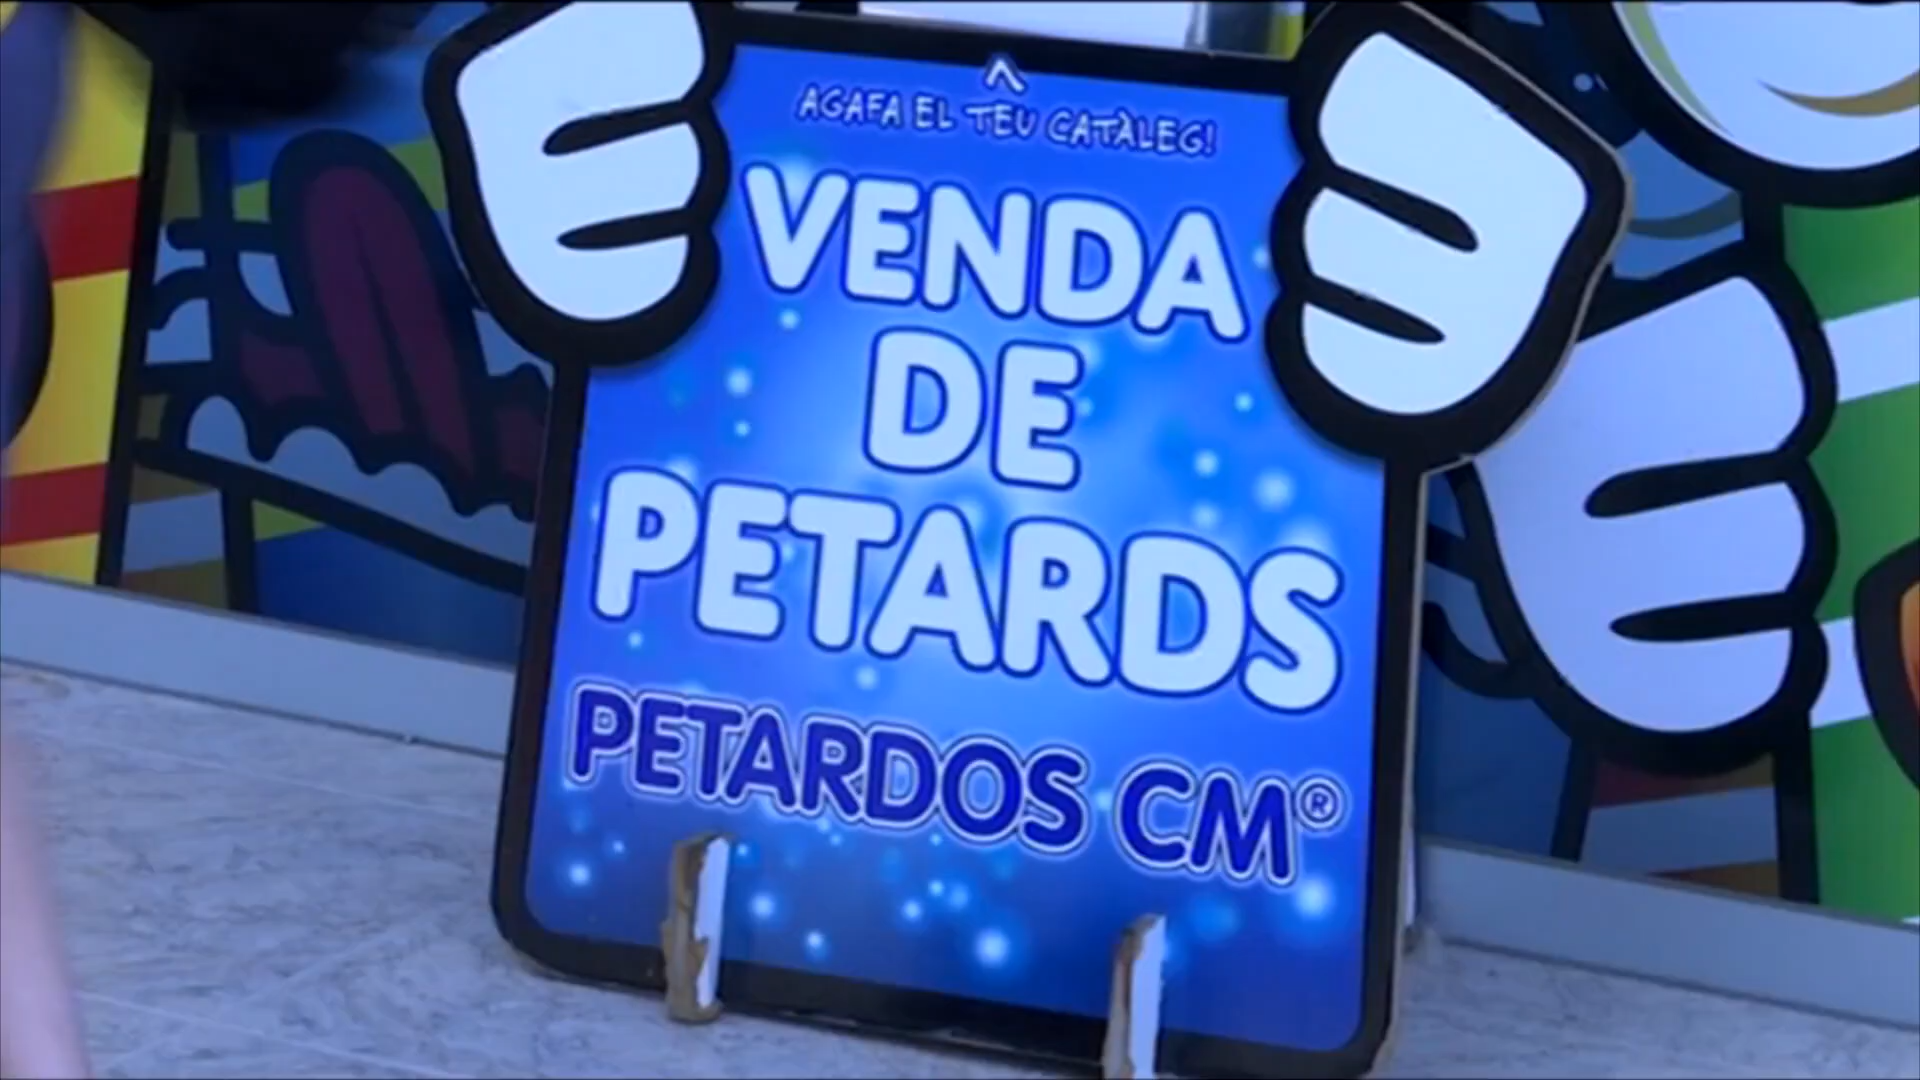 AGAFA EL TEU CATÀLEG!
VENDA
DE
PETARDS
PETARDOS CM®